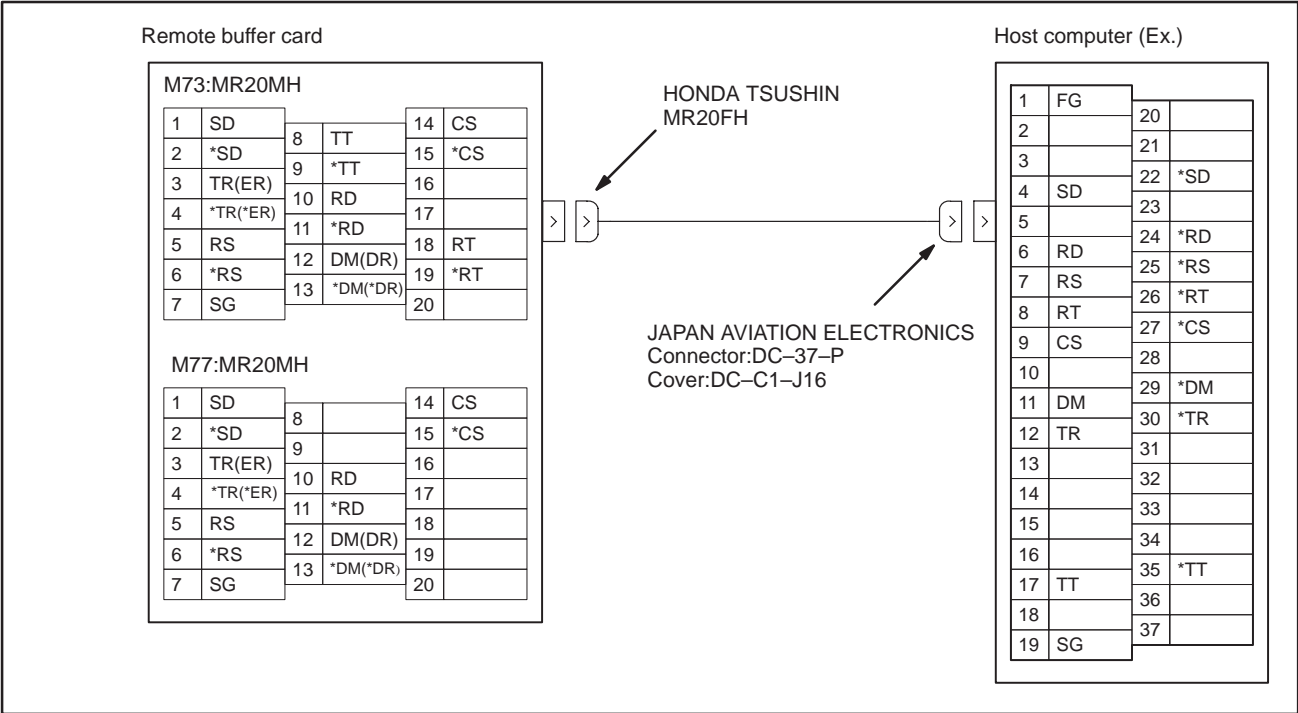 Remote buffer card
M73:MR20MH
1 SD
2 *SD
3 TR(ER)
4 *TR(*ER)
5 RS
6 *RS
7 SG
8 TT
9 *TT
10 RD
11 *RD
12 DM(DR)
13 *DM(*DR)
14 CS
15 *CS
16
17
18 RT
19 *RT
20
M77:MR20MH
1 SD
2 *SD
3 TR(ER)
4 *TR(*ER)
5 RS
6 *RS
7 SG
8
9
10 RD
11 *RD
12 DM(DR)
13 *DM(*DR)
14 CS
15 *CS
16
17
18
19
20
HONDA TSUSHIN
MR20FH
JAPAN AVIATION ELECTRONICS
Connector:DC–37–P
Cover:DC–C1–J16
Host computer (Ex.)
1 FG
2
3
4 SD
5
6 RD
7 RS
8 RT
9 CS
10
11 DM
12 TR
13
14
15
16
17 TT
18
19 SG
20
21
22 *SD
23
24 *RD
25 *RS
26 *RT
27 *CS
28
29 *DM
30 *TR
31
32
33
34
35 *TT
36
37